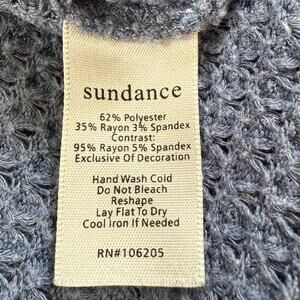 sundance
62% Polyester
35% Rayon 3% Spandex
Contrast:
95% Rayon 5% Spandex
Exclusive Of Decoration
Hand Wash Cold
Do Not Bleach
Reshape
Lay Flat To Dry
Cool Iron If Needed
RN#106205